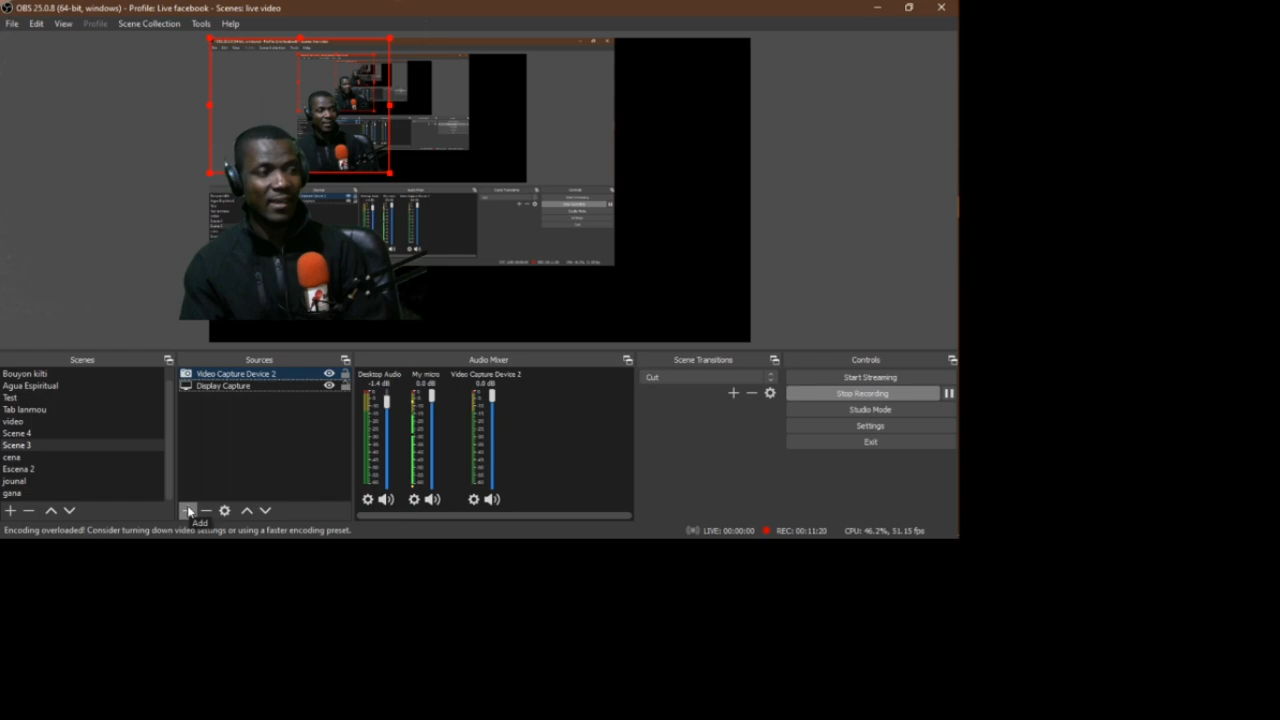 OBS 25.0.8 (64-bit, windows) - Profile: Live facebook - Scenes: live video
File Edit View Profile Scene Collection Tools Help
Scenes
Sources
Audio Mixer
Scene Transitions
Controls
Bouyon kilti
Agua Espiritual
Test
Tab lanmou
video
Scene 4
Scene 3
cena
Escena 2
jounal
gana
Video Capture Device 2
Display Capture
Desktop Audio
-1.4 dB
My micro
0.0 dB
Video Capture Device 2
0.0 dB
Cut
Start Streaming
Stop Recording
Studio Mode
Settings
Exit
Add
Encoding overloaded! Consider turning down video settings or using a faster encoding preset.
LIVE: 00:00:00
REC: 00:11:20
CPU: 46.2%, 51.15 fps